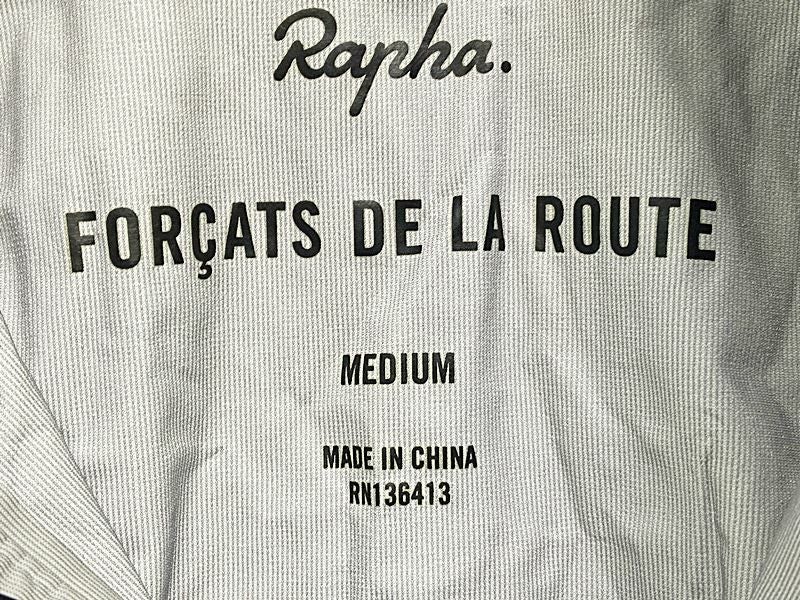 Rapha.
FORÇATS DE LA ROUTE
MEDIUM
MADE IN CHINA
RN136413